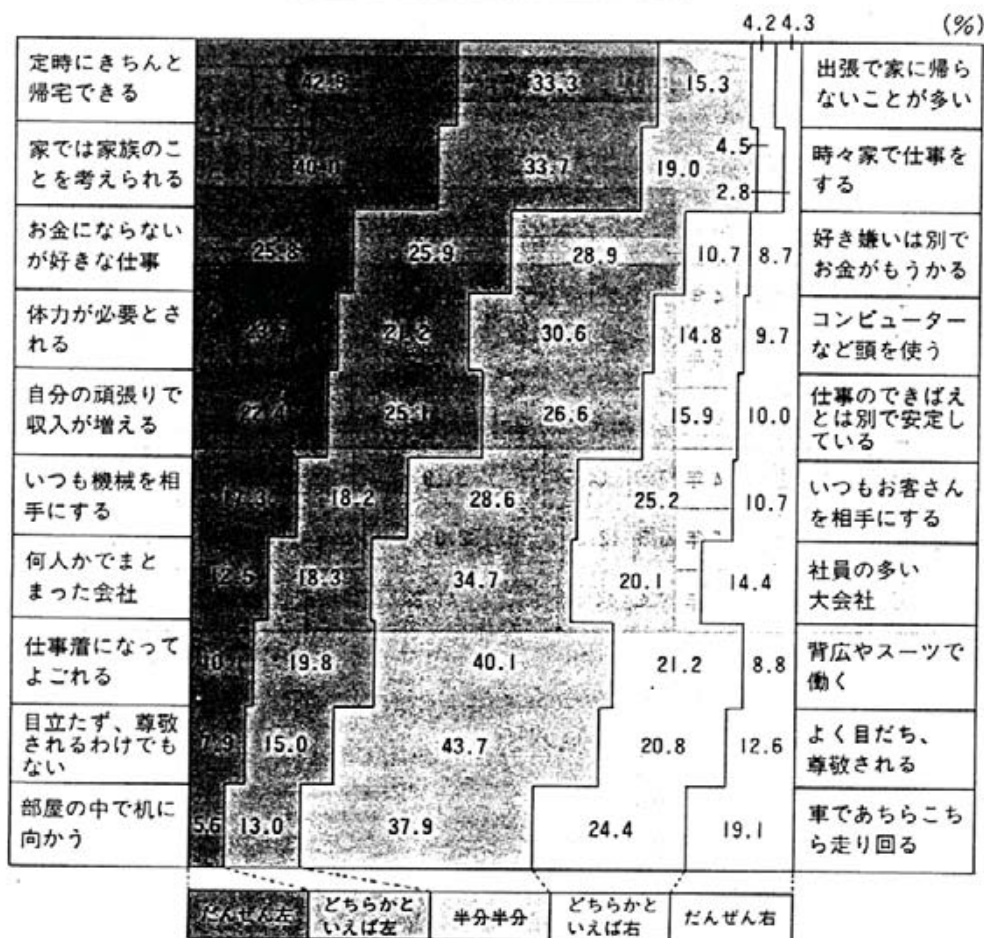 4.2 4.3 (%)
定時にきちんと
帰宅できる
33.3
15.3
出張で家に帰ら
ないことが多い
家では家族のこ
とを考えられる
40.0
33.7
19.0
4.5
2.8
時々家で仕事を
する
お金にならない
が好きな仕事
25.8
25.9
28.9
10.7
8.7
好き嫌いは別で
お金がもうかる
体力が必要とさ
れる
21.2
30.6
14.8
9.7
コンピューター
など頭を使う
自分の頑張りで
収入が増える
22.4
25.1
26.6
15.9
10.0
仕事のできばえ
とは別で安定し
ている
いつも機械を相
手にする
17.3
18.2
28.6
25.2
10.7
いつもお客さん
を相手にする
何人かでまと
まった会社
12.5
18.3
34.7
20.1
14.4
社員の多い
大会社
仕事着になって
よごれる
10.1
19.8
40.1
21.2
8.8
背広やスーツで
働く
目立たず、尊敬
されるわけでも
ない
7.9
15.0
43.7
20.8
12.6
よく目だち、
尊敬される
部屋の中で机に
向かう
5.6
13.0
37.9
24.4
19.1
車であちらこち
ら走り回る
だんぜん左
どちらかと
いえば左
半分半分
どちらかと
いえば右
だんぜん右